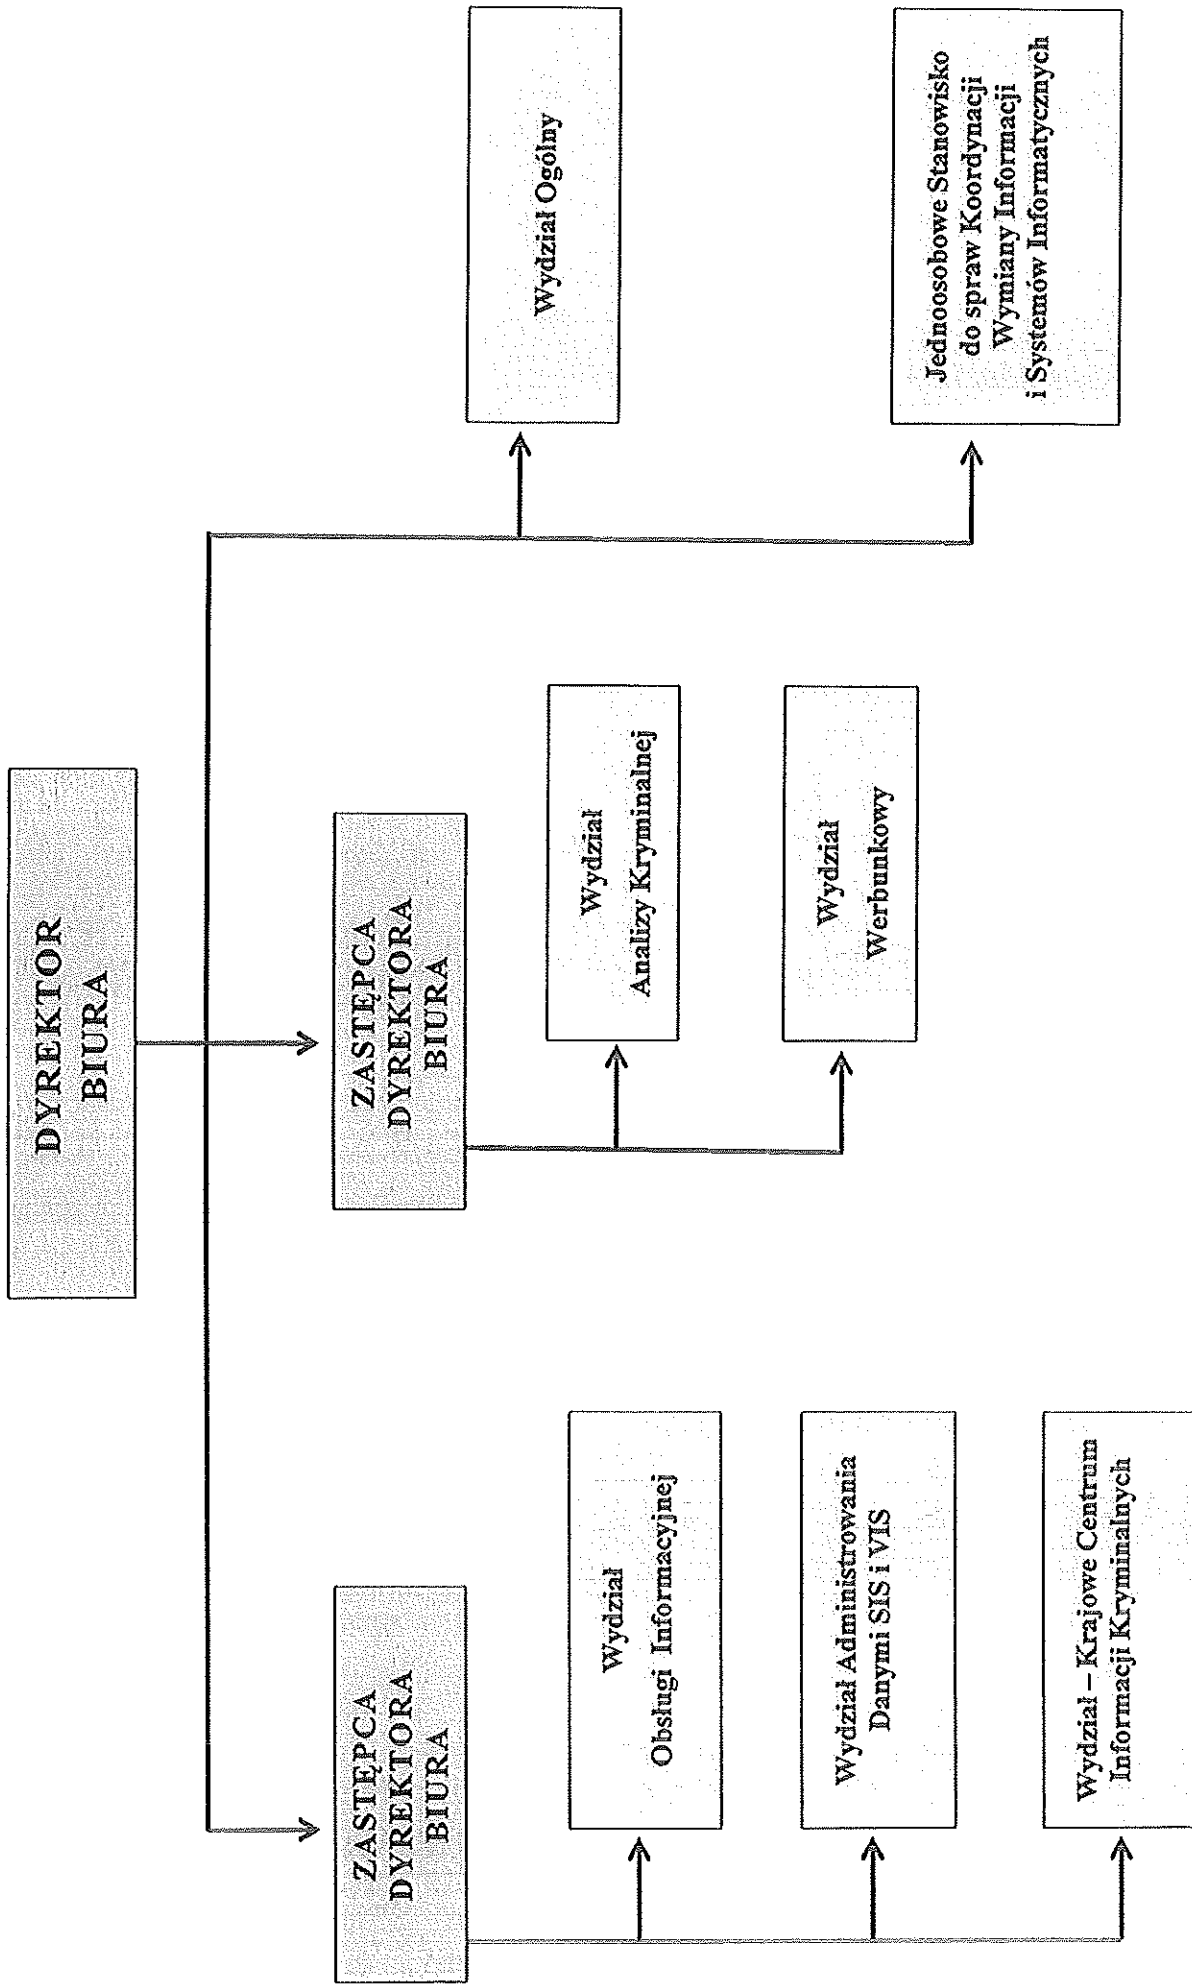 DYREKTOR
BIURA
ZASTĘPCA
DYREKTORA
BIURA
Wydział
Obsługi Informacyjnej
Wydział Administrowania
Danymi SIS i VIS
Wydział – Krajowe Centrum
Informacji Kryminalnych
ZASTĘPCA
DYREKTORA
BIURA
Wydział
Analizy Kryminalnej
Wydział
Werbunkowy
Wydział Ogólny
Jednoosobowe Stanowisko
do spraw Koordynacji
Wymiany Informacji
i Systemów Informatycznych